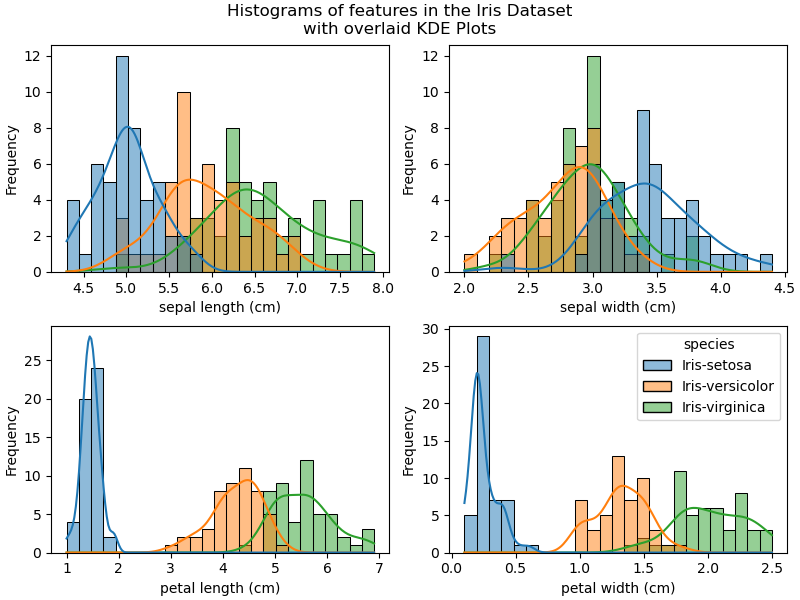 Histograms of features in the Iris Dataset
with overlaid KDE Plots
12
10
8
6
4
2
0
Frequency
4.5 5.0 5.5 6.0 6.5 7.0 7.5 8.0
sepal length (cm)
12
10
8
6
4
2
0
Frequency
2.0 2.5 3.0 3.5 4.0 4.5
sepal width (cm)
25
20
15
10
5
0
Frequency
1 2 3 4 5 6 7
petal length (cm)
30
25
20
15
10
5
0
Frequency
species
Iris-setosa
Iris-versicolor
Iris-virginica
0.0 0.5 1.0 1.5 2.0 2.5
petal width (cm)